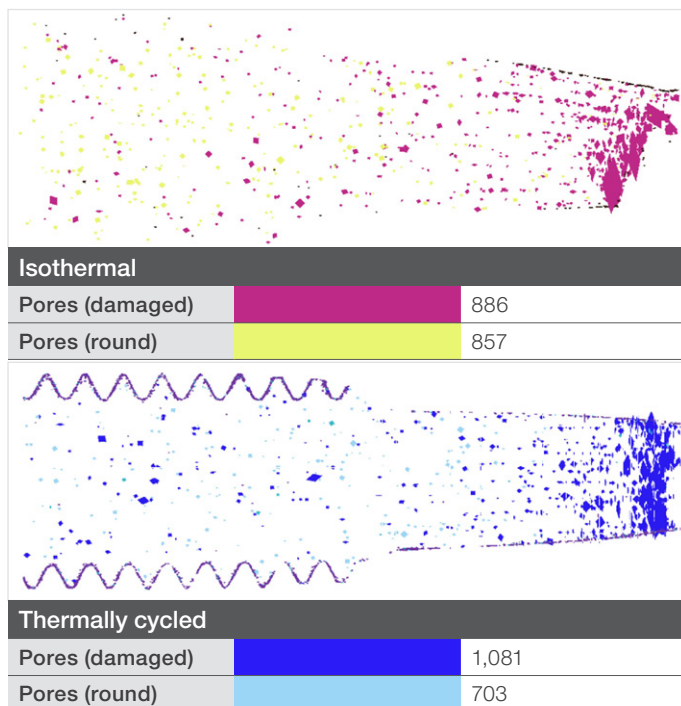 Isothermal
Pores (damaged) 886
Pores (round) 857
Thermally cycled
Pores (damaged) 1,081
Pores (round) 703